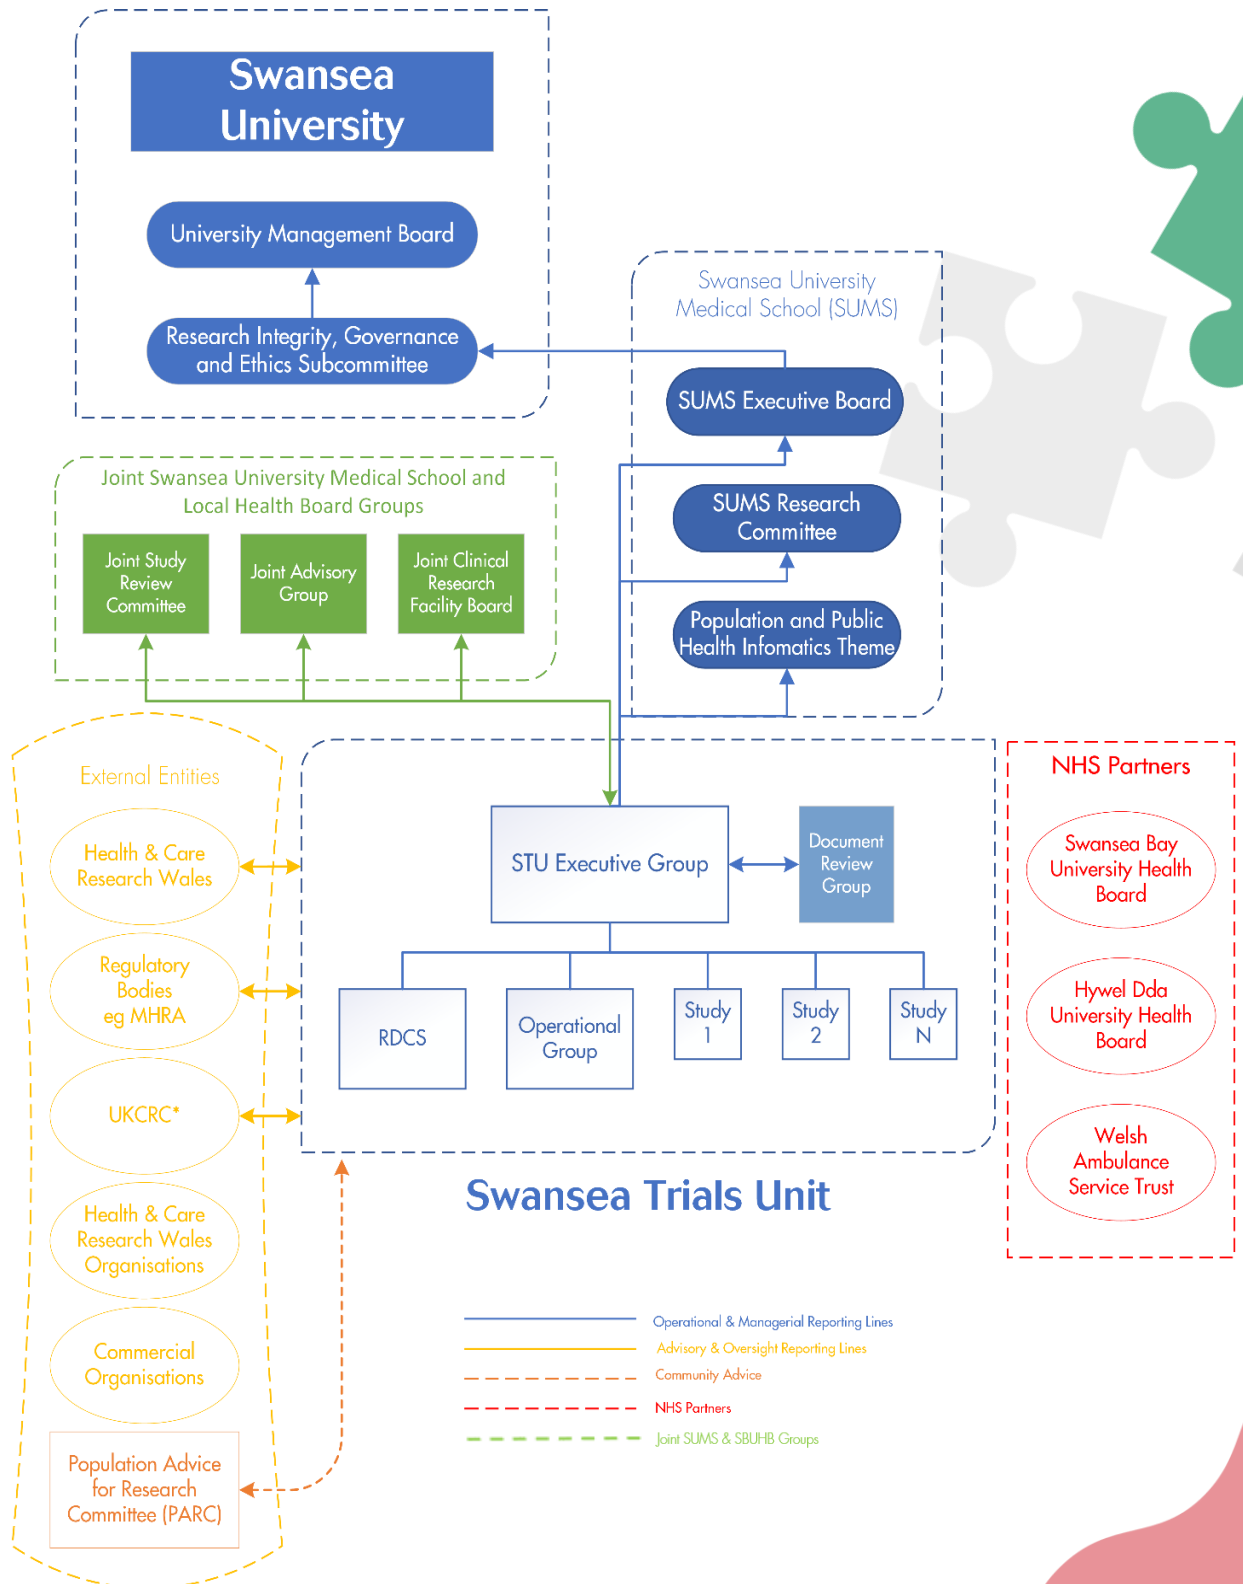 Swansea
University
University Management Board
Research Integrity, Governance
and Ethics Subcommittee
Swansea University
Medical School (SUMS)
SUMS Executive Board
SUMS Research
Committee
Population and Public
Health Infomatics Theme
Joint Swansea University Medical School and
Local Health Board Groups
Joint Study
Review
Committee
Joint Advisory
Group
Joint Clinical
Research
Facility Board
External Entities
Health & Care
Research Wales
Regulatory
Bodies
eg MHRA
UKCRC*
Health & Care
Research Wales
Organisations
Commercial
Organisations
Population Advice
for Research
Committee (PARC)
STU Executive Group
Document
Review
Group
RDCS
Operational
Group
Study
1
Study
2
Study
N
Swansea Trials Unit
NHS Partners
Swansea Bay
University Health
Board
Hywel Dda
University Health
Board
Welsh
Ambulance
Service Trust
Operational & Managerial Reporting Lines
Advisory & Oversight Reporting Lines
Community Advice
NHS Partners
Joint SUMS & SBUHB Groups